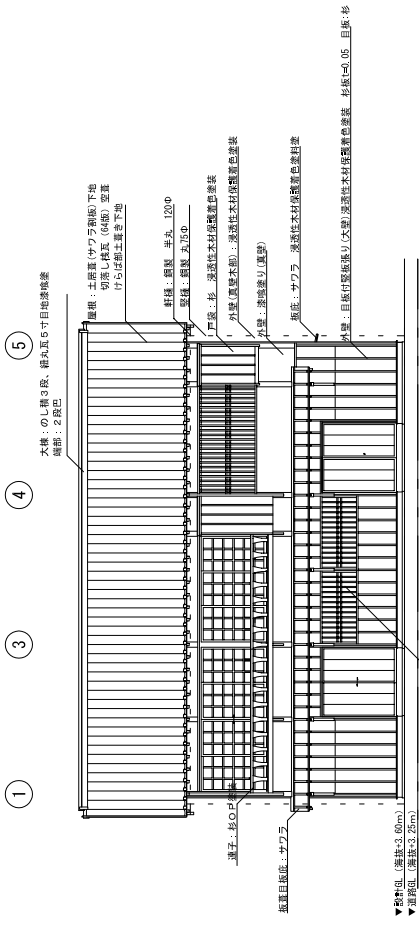 ① ③ ④ ⑤
大棟：のし積３段、紐丸瓦５寸目地漆喰塗
端部：２段巴
屋根：土居葺(サワラ割板)下地
切落し桟瓦 (64版) 空葺
けらば部土葺き下地
軒樋：銅製 半丸 120Φ
竪樋：銅製 丸75Φ
戸袋：杉 浸透性木材保護着色塗装
外壁(真壁木部)：浸透性木材保護着色塗装
外壁：漆喰塗り(真壁)
板庇：サワラ 浸透性木材保護着色塗料塗
外壁：目板付竪板張り(大壁)浸透性木材保護着色塗装 杉板t=0.05 目板:杉
連子：杉ＯＰ塗装
板葺目板庇：サワラ
▼設計GL (海抜+3.60m)
▼道路GL (海抜+3.25m)